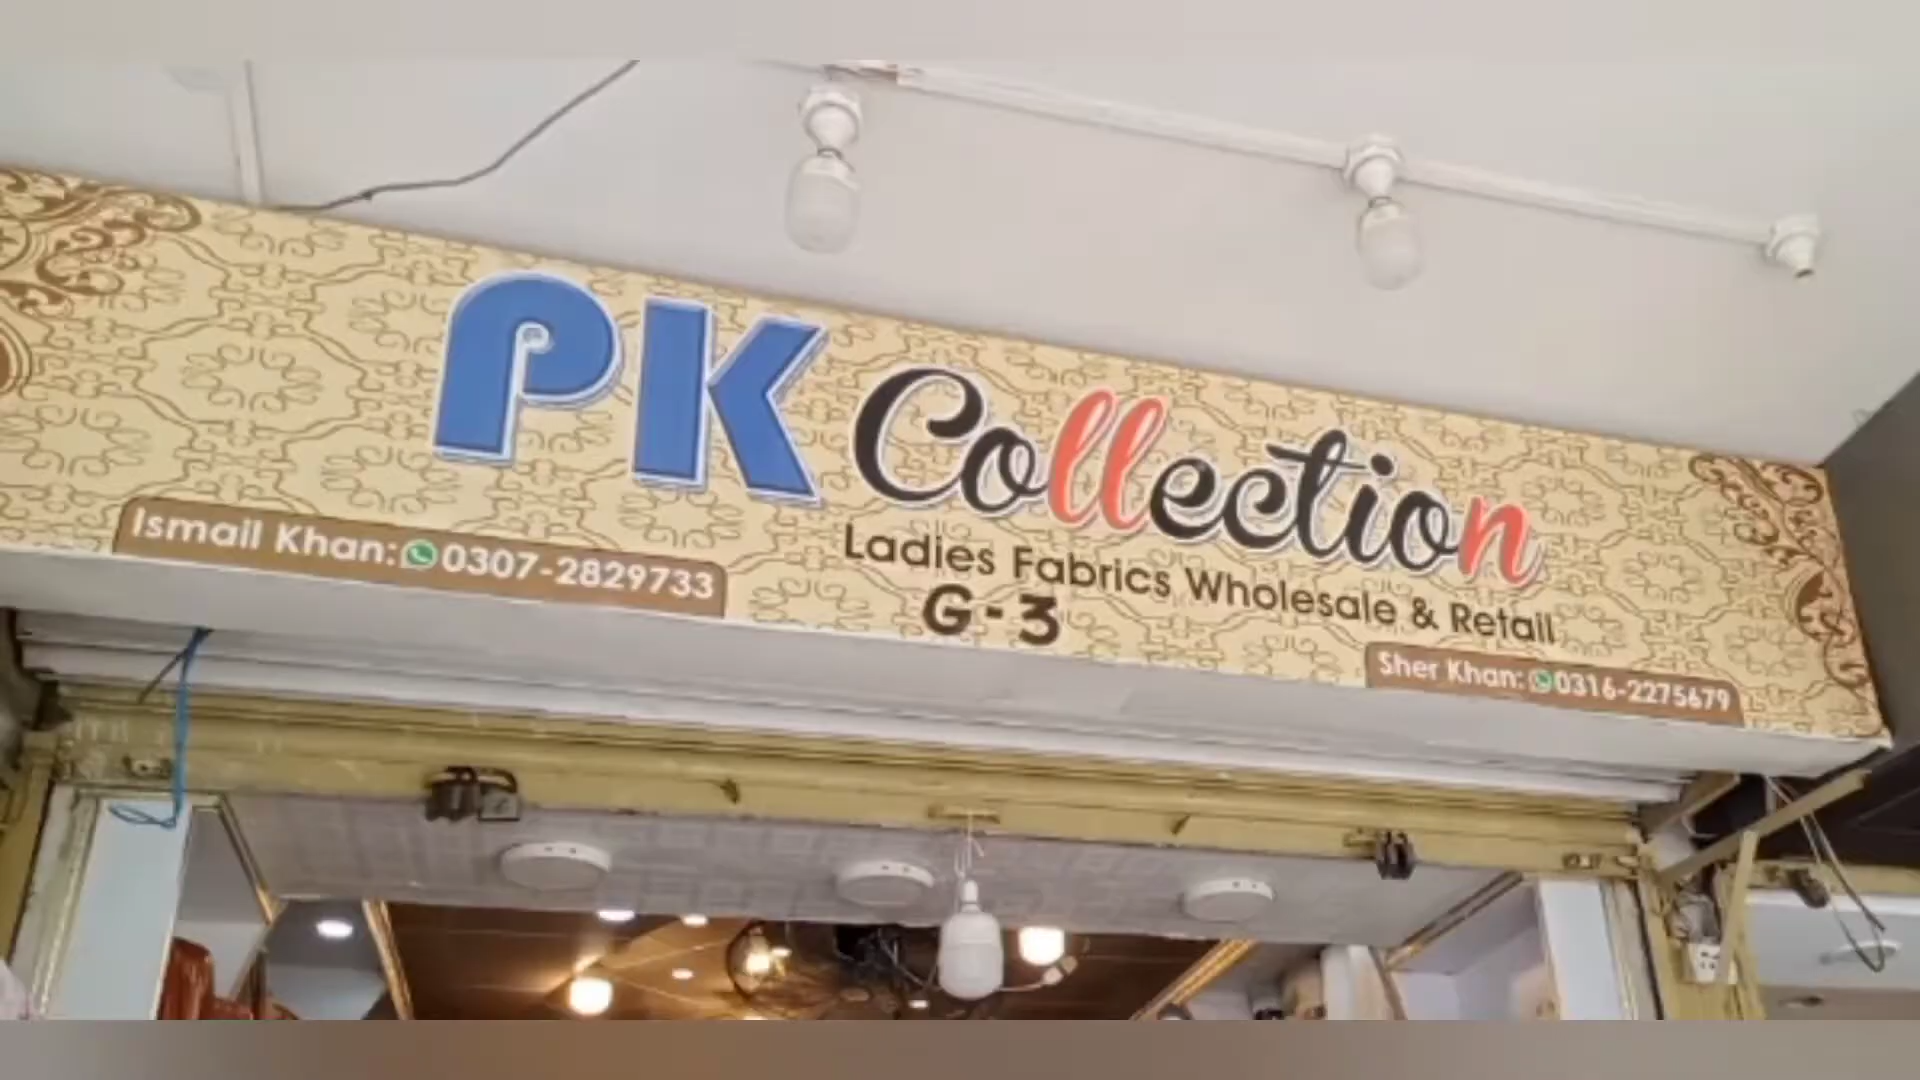 PK Collection
Ladies Fabrics Wholesale & Retail
G-3
Ismail Khan: 0307-2829733
Sher Khan: 0316-2275679